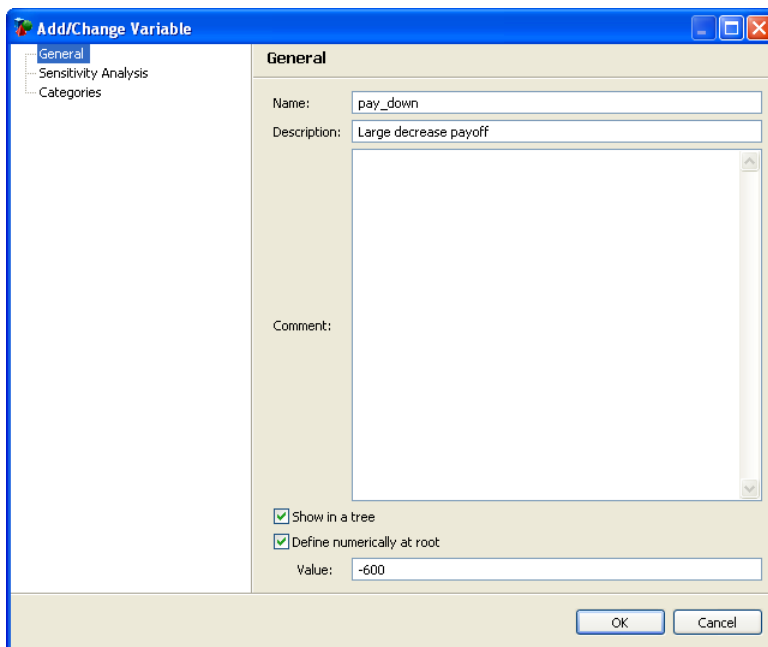 Add/Change Variable
General
Sensitivity Analysis
Categories
General
Name: pay_down
Description: Large decrease payoff
Comment:
Show in a tree
Define numerically at root
Value: -600
OK Cancel